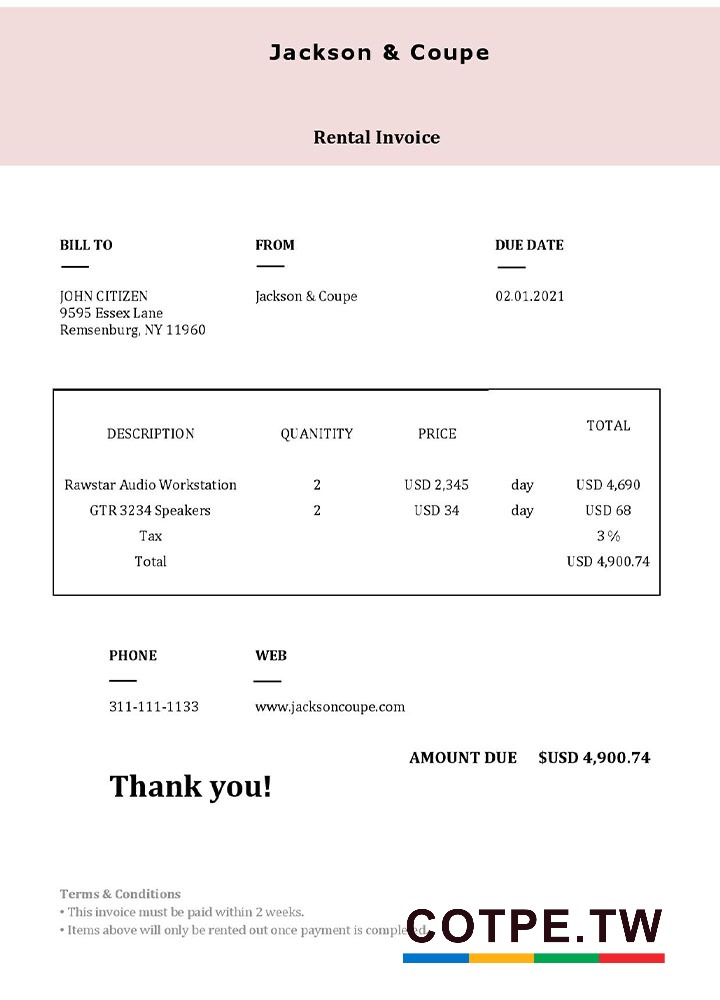 Jackson & Coupe
Rental Invoice
BILL TO
FROM
DUE DATE
JOHN CITIZEN
9595 Essex Lane
Remsenburg, NY 11960
Jackson & Coupe
02.01.2021
DESCRIPTION QUANITITY PRICE TOTAL
Rawstar Audio Workstation 2 USD 2,345 day USD 4,690
GTR 3234 Speakers 2 USD 34 day USD 68
Tax 3 %
Total USD 4,900.74
PHONE
WEB
311-111-1133
www.jacksoncoupe.com
AMOUNT DUE $USD 4,900.74
Thank you!
Terms & Conditions
• This invoice must be paid within 2 weeks.
• Items above will only be rented out once payment is completed.
COTPE.TW